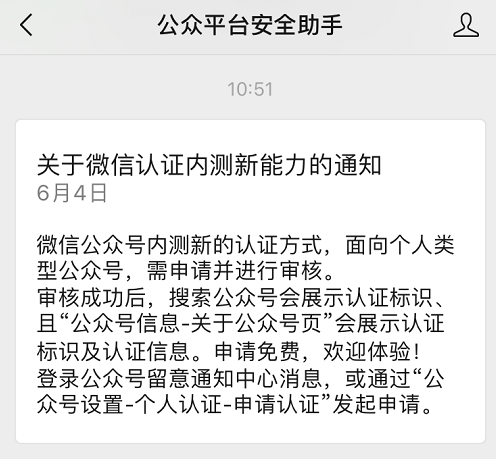 公众平台安全助手
10:51
关于微信认证内测新能力的通知
6月4日
微信公众号内测新的认证方式，面向个人类
型公众号，需申请并进行审核。
审核成功后，搜索公众号会展示认证标识、
且“公众号信息-关于公众号页”会展示认证
标识及认证信息。申请免费，欢迎体验！
登录公众号留意通知中心消息，或通过“公
众号设置-个人认证-申请认证”发起申请。